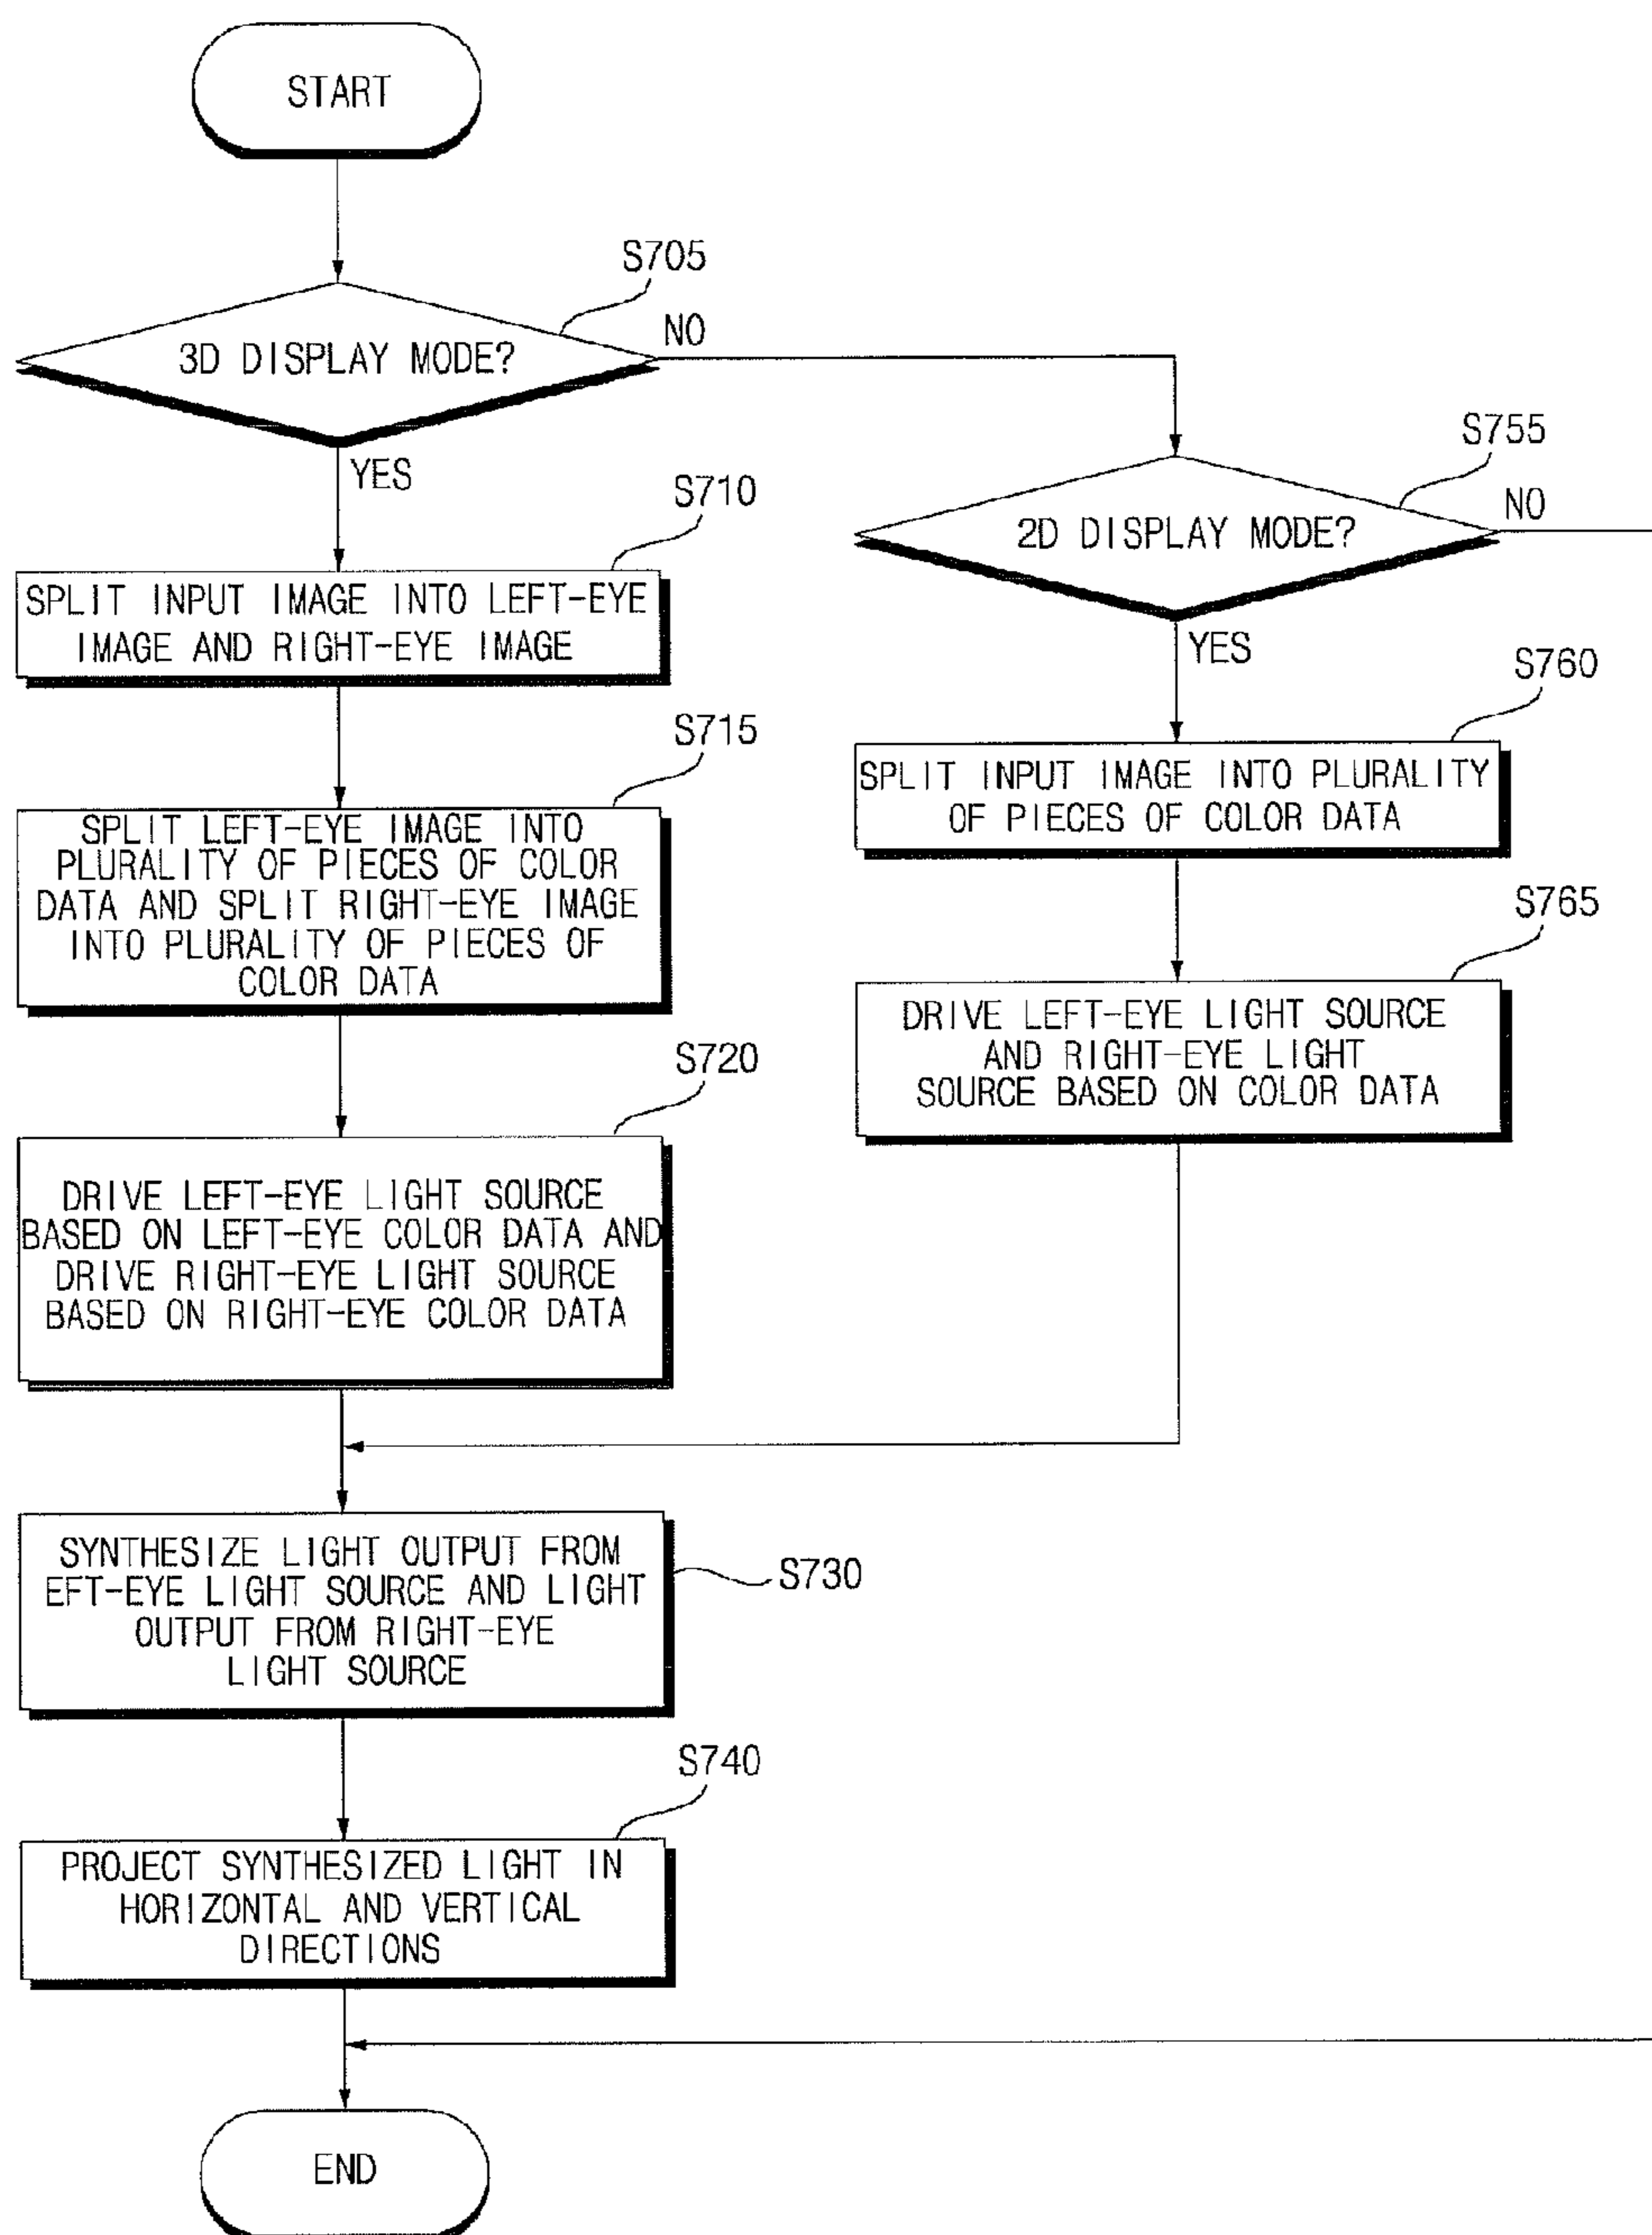 START
S705
3D DISPLAY MODE?
NO
YES
S710
SPLIT INPUT IMAGE INTO LEFT-EYE
IMAGE AND RIGHT-EYE IMAGE
S715
SPLIT LEFT-EYE IMAGE INTO
PLURALITY OF PIECES OF COLOR
DATA AND SPLIT RIGHT-EYE IMAGE
INTO PLURALITY OF PIECES OF
COLOR DATA
S720
DRIVE LEFT-EYE LIGHT SOURCE
BASED ON LEFT-EYE COLOR DATA AND
DRIVE RIGHT-EYE LIGHT SOURCE
BASED ON RIGHT-EYE COLOR DATA
S755
2D DISPLAY MODE?
NO
YES
S760
SPLIT INPUT IMAGE INTO PLURALITY
OF PIECES OF COLOR DATA
S765
DRIVE LEFT-EYE LIGHT SOURCE
AND RIGHT-EYE LIGHT
SOURCE BASED ON COLOR DATA
SYNTHESIZE LIGHT OUTPUT FROM
EFT-EYE LIGHT SOURCE AND LIGHT
OUTPUT FROM RIGHT-EYE
LIGHT SOURCE
S730
S740
PROJECT SYNTHESIZED LIGHT IN
HORIZONTAL AND VERTICAL
DIRECTIONS
END